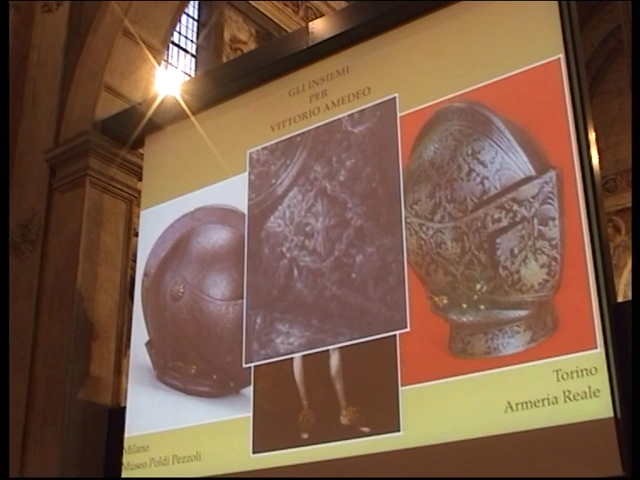 GLI INSIEMI
PER
VITTORIO AMEDEO
Torino
Armeria Reale
Milano
Museo Poldi Pezzoli